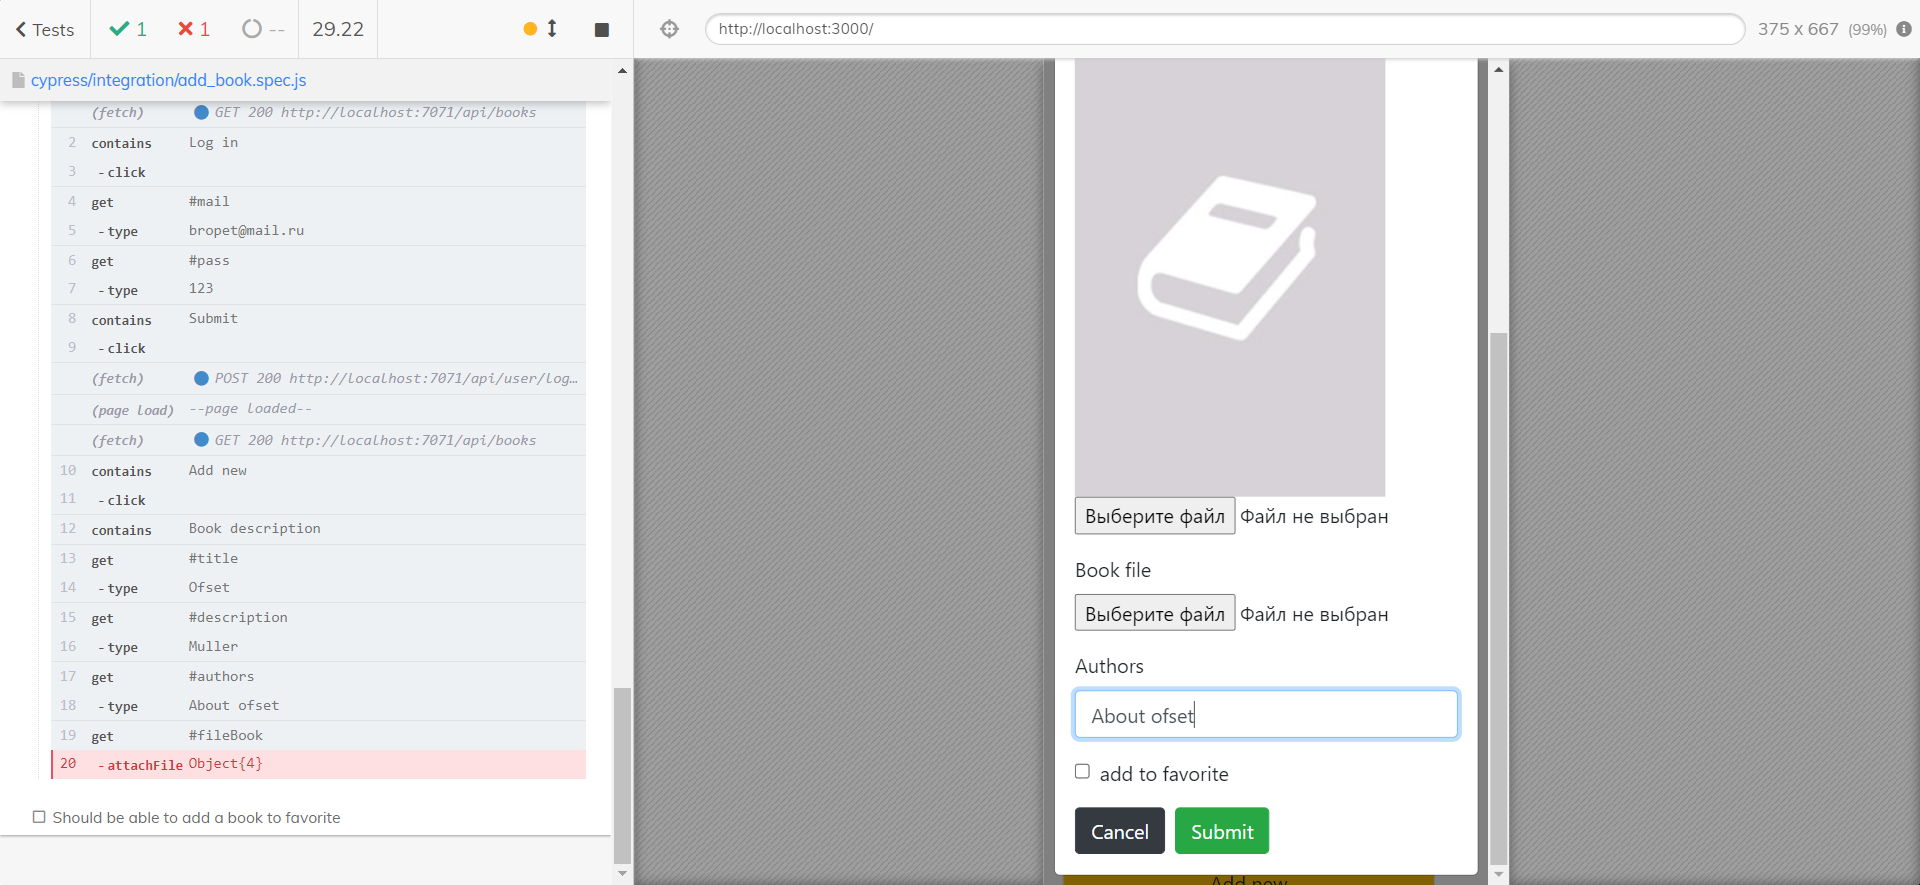 Tests
1
1
--
29.22
http://localhost:3000/
375 x 667 (99%)
cypress/integration/add_book.spec.js
(fetch) GET 200 http://localhost:7071/api/books
2 contains Log in
3 -click
4 get #mail
5 -type bropet@mail.ru
6 get #pass
7 -type 123
8 contains Submit
9 -click
(fetch) POST 200 http://localhost:7071/api/user/log…
(page load) --page loaded--
(fetch) GET 200 http://localhost:7071/api/books
10 contains Add new
11 -click
12 contains Book description
13 get #title
14 -type Ofset
15 get #description
16 -type Muller
17 get #authors
18 -type About ofset
19 get #fileBook
20 -attachFile Object{4}
Should be able to add a book to favorite
Выберите файл Файл не выбран
Book file
Выберите файл Файл не выбран
Authors
About ofset
add to favorite
Cancel
Submit
Add new